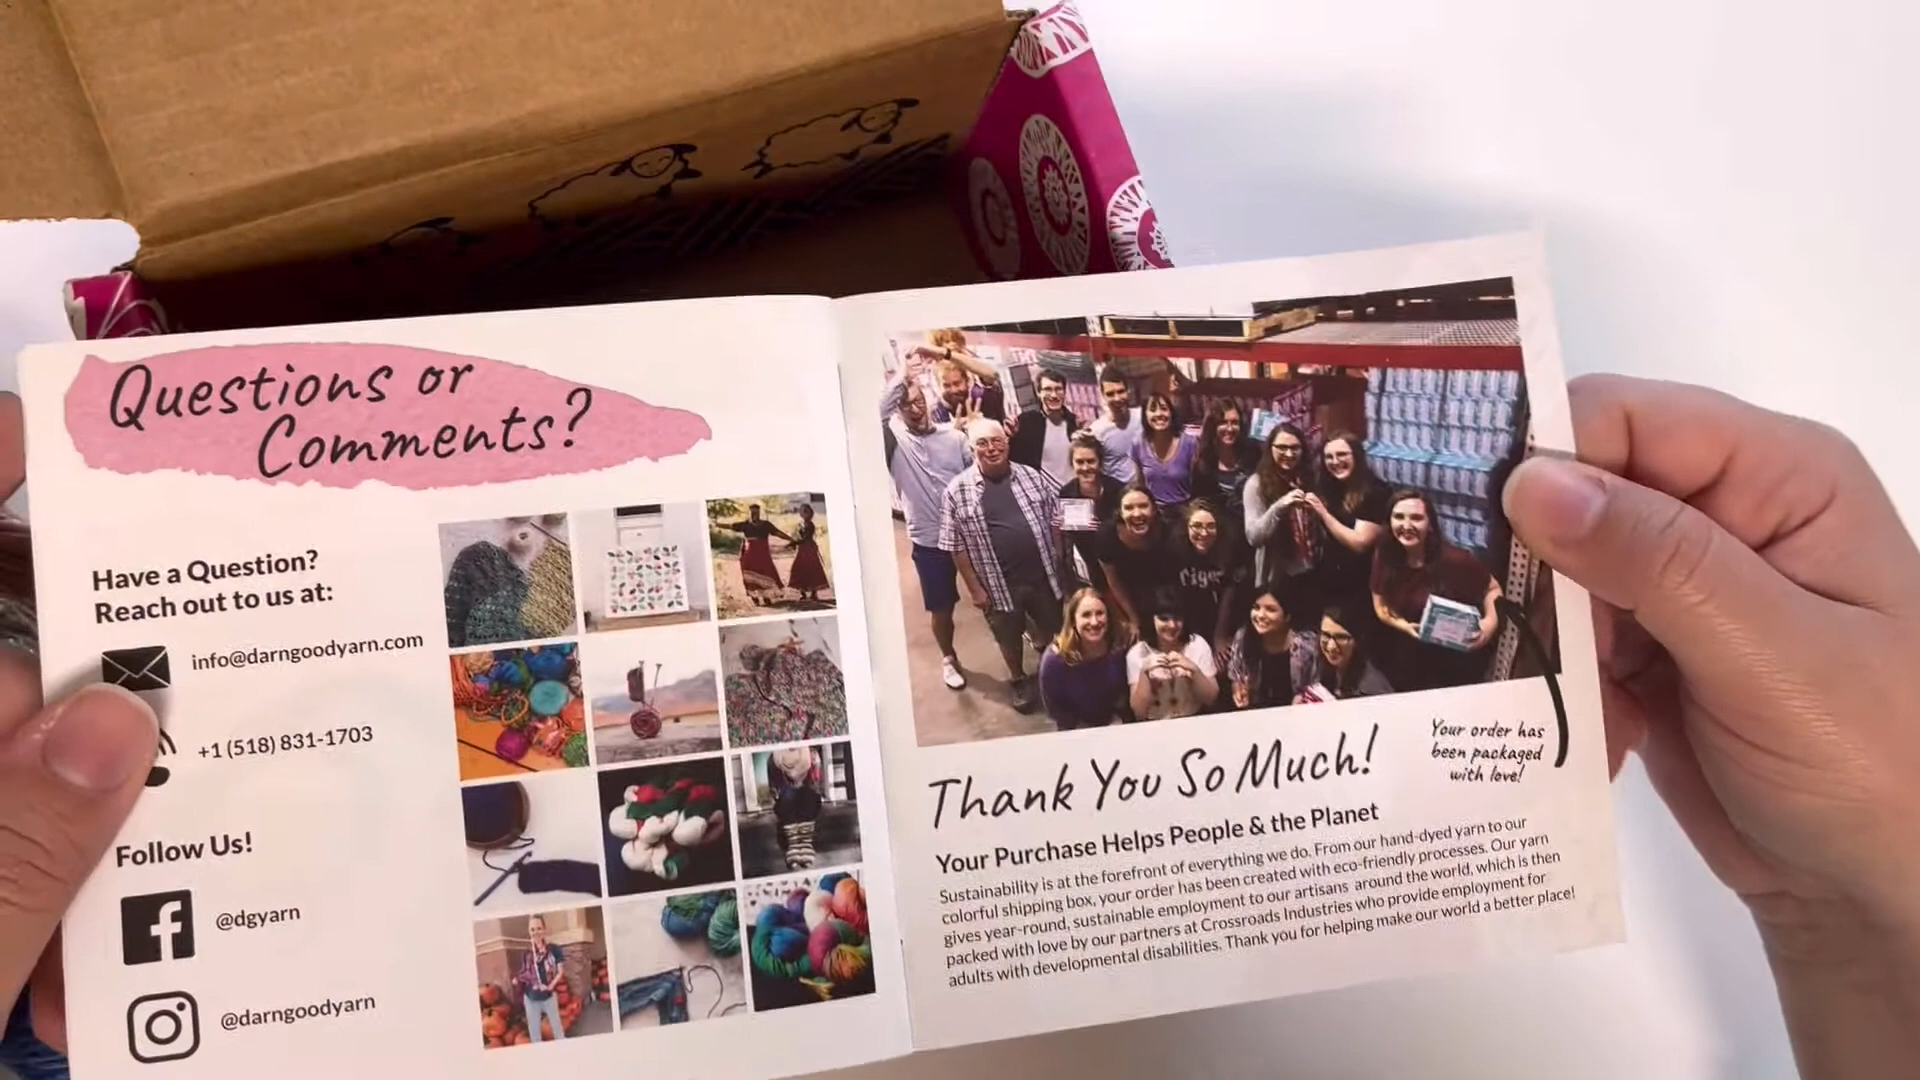 Questions or
Comments?
Have a Question?
Reach out to us at:
info@darngoodyarn.com
+1 (518) 831-1703
Follow Us!
@dgyarn
@darngoodyarn
Your order has
been packaged
with love!
Thank You So Much!
Your Purchase Helps People & the Planet
Sustainability is at the forefront of everything we do. From our hand-dyed yarn to our
colorful shipping box, your order has been created with eco-friendly processes. Our yarn
gives year-round, sustainable employment to our artisans around the world, which is then
packed with love by our partners at Crossroads Industries who provide employment for
adults with developmental disabilities. Thank you for helping make our world a better place!